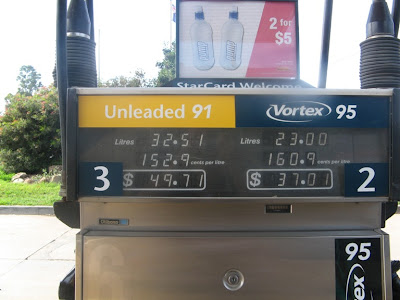 2 for
$5
StarCard Welcome
Unleaded 91
Vortex 95
Litres 32.51
Litres 23.00
152.9 cents per litre
160.9 cents per litre
3
$ 49.71
$ 37.01
2
95
Vortex